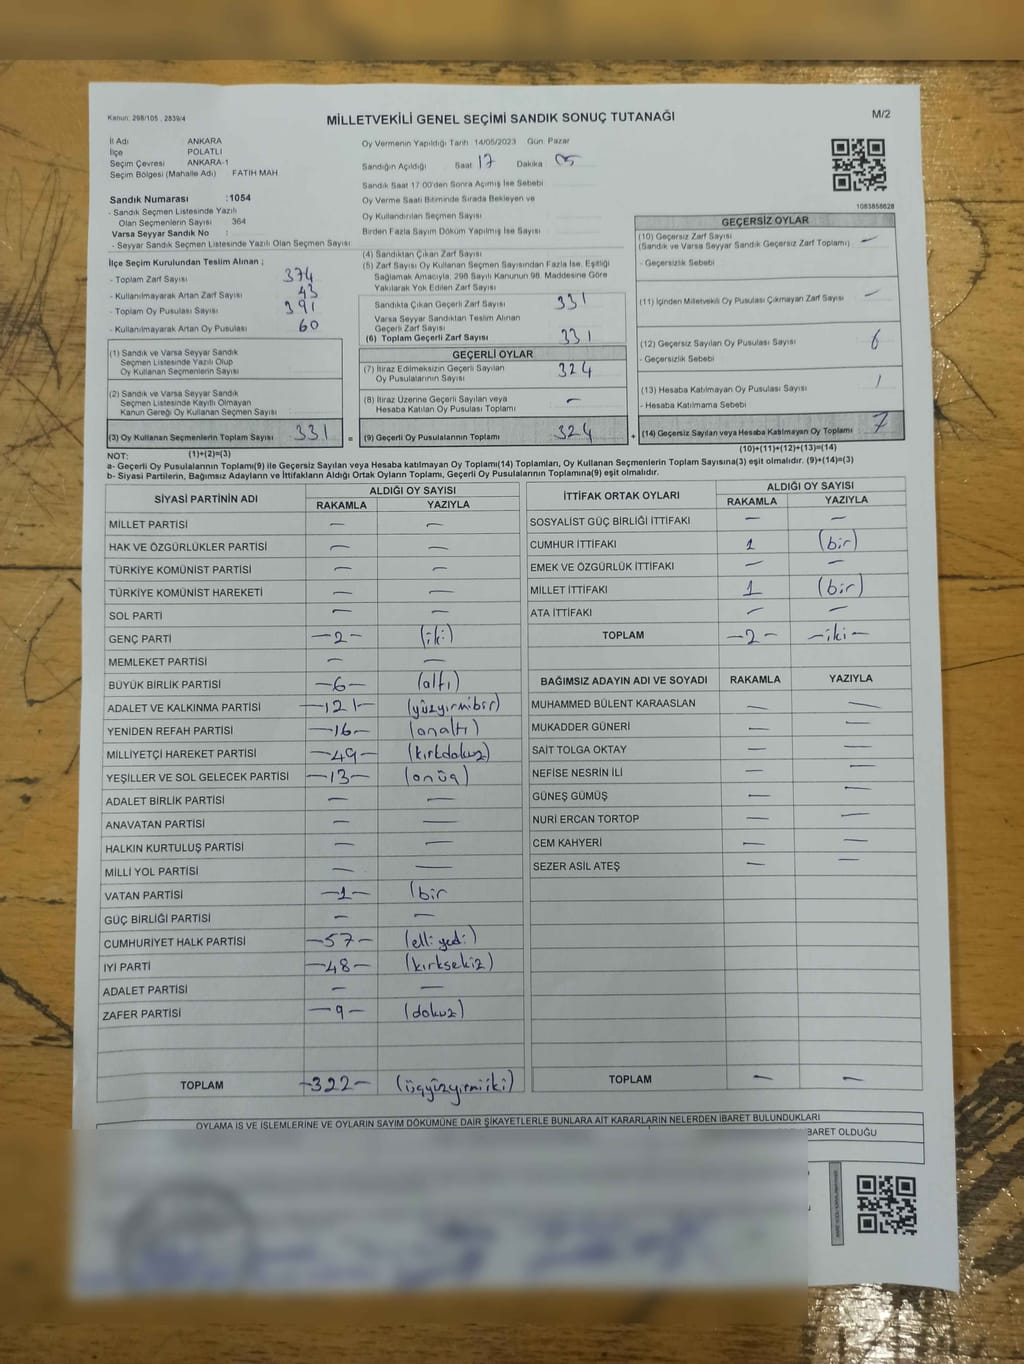 Kanun: 298/105 , 2839/4
MİLLETVEKİLİ GENEL SEÇİMİ SANDIK SONUÇ TUTANAĞI
M/2
İl Adı ANKARA
İlçe POLATLI
Seçim Çevresi ANKARA-1
Seçim Bölgesi (Mahalle Adı) FATIH MAH
Sandık Numarası :1054
- Sandık Seçmen Listesinde Yazılı
Olan Seçmenlerin Sayısı 364
Varsa Seyyar Sandık No :
- Seyyar Sandık Seçmen Listesinde Yazılı Olan Seçmen Sayısı
Oy Vermenin Yapıldığı Tarih 14/05/2023 Gün Pazar
Sandığın Açıldığı Saat 17 Dakika 05
Sandık Saat 17:00'den Sonra Açımış İse Sebebi
Oy Verme Saati Bitiminde Sırada Bekleyen ve
Oy Kullandırılan Seçmen Sayısı
Birden Fazla Sayım Döküm Yapılmış İse Sayısı
1083858628
İlçe Seçim Kurulundan Teslim Alınan ;
- Toplam Zarf Sayısı 374
- Kullanılmayarak Artan Zarf Sayısı 43
- Toplam Oy Pusulası Sayısı 391
- Kullanılmayarak Artan Oy Pusulası 60
(1) Sandık ve Varsa Seyyar Sandık
Seçmen Listesinde Yazılı Olup
Oy Kullanan Seçmenlerin Sayısı
(2) Sandık ve Varsa Seyyar Sandık
Seçmen Listesinde Kayıtlı Olmayan
Kanun Gereği Oy Kullanan Seçmen Sayısı
(3) Oy Kullanan Seçmenlerin Toplam Sayısı 331 =
(1)+(2)=(3)
(4) Sandıktan Çıkan Zarf Sayısı
(5) Zarf Sayısı Oy Kullanan Seçmen Sayısından Fazla İse, Eşitliği
Sağlamak Amacıyla, 298 Sayılı Kanunun 98. Maddesine Göre
Yakılarak Yok Edilen Zarf Sayısı
Sandıkta Çıkan Geçerli Zarf Sayısı 331
Varsa Seyyar Sandıktan Teslim Alınan
Geçerli Zarf Sayısı
(6) Toplam Geçerli Zarf Sayısı 331
GEÇERLİ OYLAR
(7) İtiraz Edilmeksizin Geçerli Sayılan
Oy Pusulalarının Sayısı 324
(8) İtiraz Üzerine Geçerli Sayılan veya
Hesaba Katılan Oy Pusulası Toplamı —
(9) Geçerli Oy Pusulalarının Toplamı 324 +
GEÇERSİZ OYLAR
(10) Geçersiz Zarf Sayısı
(Sandık ve Varsa Seyyar Sandık Geçersiz Zarf Toplamı) —
- Geçersizlik Sebebi
(11) İçinden Milletvekili Oy Pusulası Çıkmayan Zarf Sayısı —
(12) Geçersiz Sayılan Oy Pusulası Sayısı 6
- Geçersizlik Sebebi
(13) Hesaba Katılmayan Oy Pusulası Sayısı 1
- Hesaba Katılmama Sebebi
(14) Geçersiz Sayılan veya Hesaba Katılmayan Oy Toplamı 7
(10)+(11)+(12)+(13)=(14)
NOT:
a- Geçerli Oy Pusulalarının Toplamı(9) ile Geçersiz Sayılan veya Hesaba katılmayan Oy Toplamı(14) Toplamları, Oy Kullanan Seçmenlerin Toplam Sayısına(3) eşit olmalıdır. (9)+(14)=(3)
b- Siyasi Partilerin, Bağımsız Adayların ve İttifakların Aldığı Ortak Oyların Toplamı, Geçerli Oy Pusulalarının Toplamına(9) eşit olmalıdır.
SİYASİ PARTİNİN ADI ALDIĞI OY SAYISI
RAKAMLA YAZIYLA
MİLLET PARTİSİ — —
HAK VE ÖZGÜRLÜKLER PARTİSİ — —
TÜRKİYE KOMÜNİST PARTİSİ — —
TÜRKİYE KOMÜNİST HAREKETİ — —
SOL PARTİ — —
GENÇ PARTİ —2— (iki)
MEMLEKET PARTİSİ — —
BÜYÜK BİRLİK PARTİSİ —6— (altı)
ADALET VE KALKINMA PARTİSİ —121— (yüzyırmibir)
YENİDEN REFAH PARTİSİ —16— (onaltı)
MİLLİYETÇİ HAREKET PARTİSİ —49— (kırkdokuz)
YEŞİLLER VE SOL GELECEK PARTİSİ —13— (onüç)
ADALET BİRLİK PARTİSİ — —
ANAVATAN PARTİSİ — —
HALKIN KURTULUŞ PARTİSİ — —
MİLLİ YOL PARTİSİ — —
VATAN PARTİSİ —1— (bir
GÜÇ BİRLİĞİ PARTİSİ — —
CUMHURİYET HALK PARTİSİ —57— (elli yedi)
İYİ PARTİ —48— (kırksekiz)
ADALET PARTİSİ — —
ZAFER PARTİSİ —9— (dokuz)
TOPLAM —322— (üçyüzyırmiiki)
İTTİFAK ORTAK OYLARI ALDIĞI OY SAYISI
RAKAMLA YAZIYLA
SOSYALİST GÜÇ BİRLİĞİ İTTİFAKI — —
CUMHUR İTTİFAKI 1 (bir)
EMEK VE ÖZGÜRLÜK İTTİFAKI — —
MİLLET İTTİFAKI 1 (bir)
ATA İTTİFAKI — —
TOPLAM —2— —iki—
BAĞIMSIZ ADAYIN ADI VE SOYADI RAKAMLA YAZIYLA
MUHAMMED BÜLENT KARAASLAN — —
MUKADDER GÜNERİ — —
SAİT TOLGA OKTAY — —
NEFİSE NESRİN İLİ — —
GÜNEŞ GÜMÜŞ — —
NURİ ERCAN TORTOP — —
CEM KAHYERİ — —
SEZER ASİL ATEŞ — —
TOPLAM — —
OYLAMA İŞ VE İŞLEMLERİNE VE OYLARIN SAYIM DÖKÜMÜNE DAİR ŞİKAYETLERLE BUNLARA AİT KARARLARIN NELERDEN İBARET BULUNDUKLARI
İBARET OLDUĞU